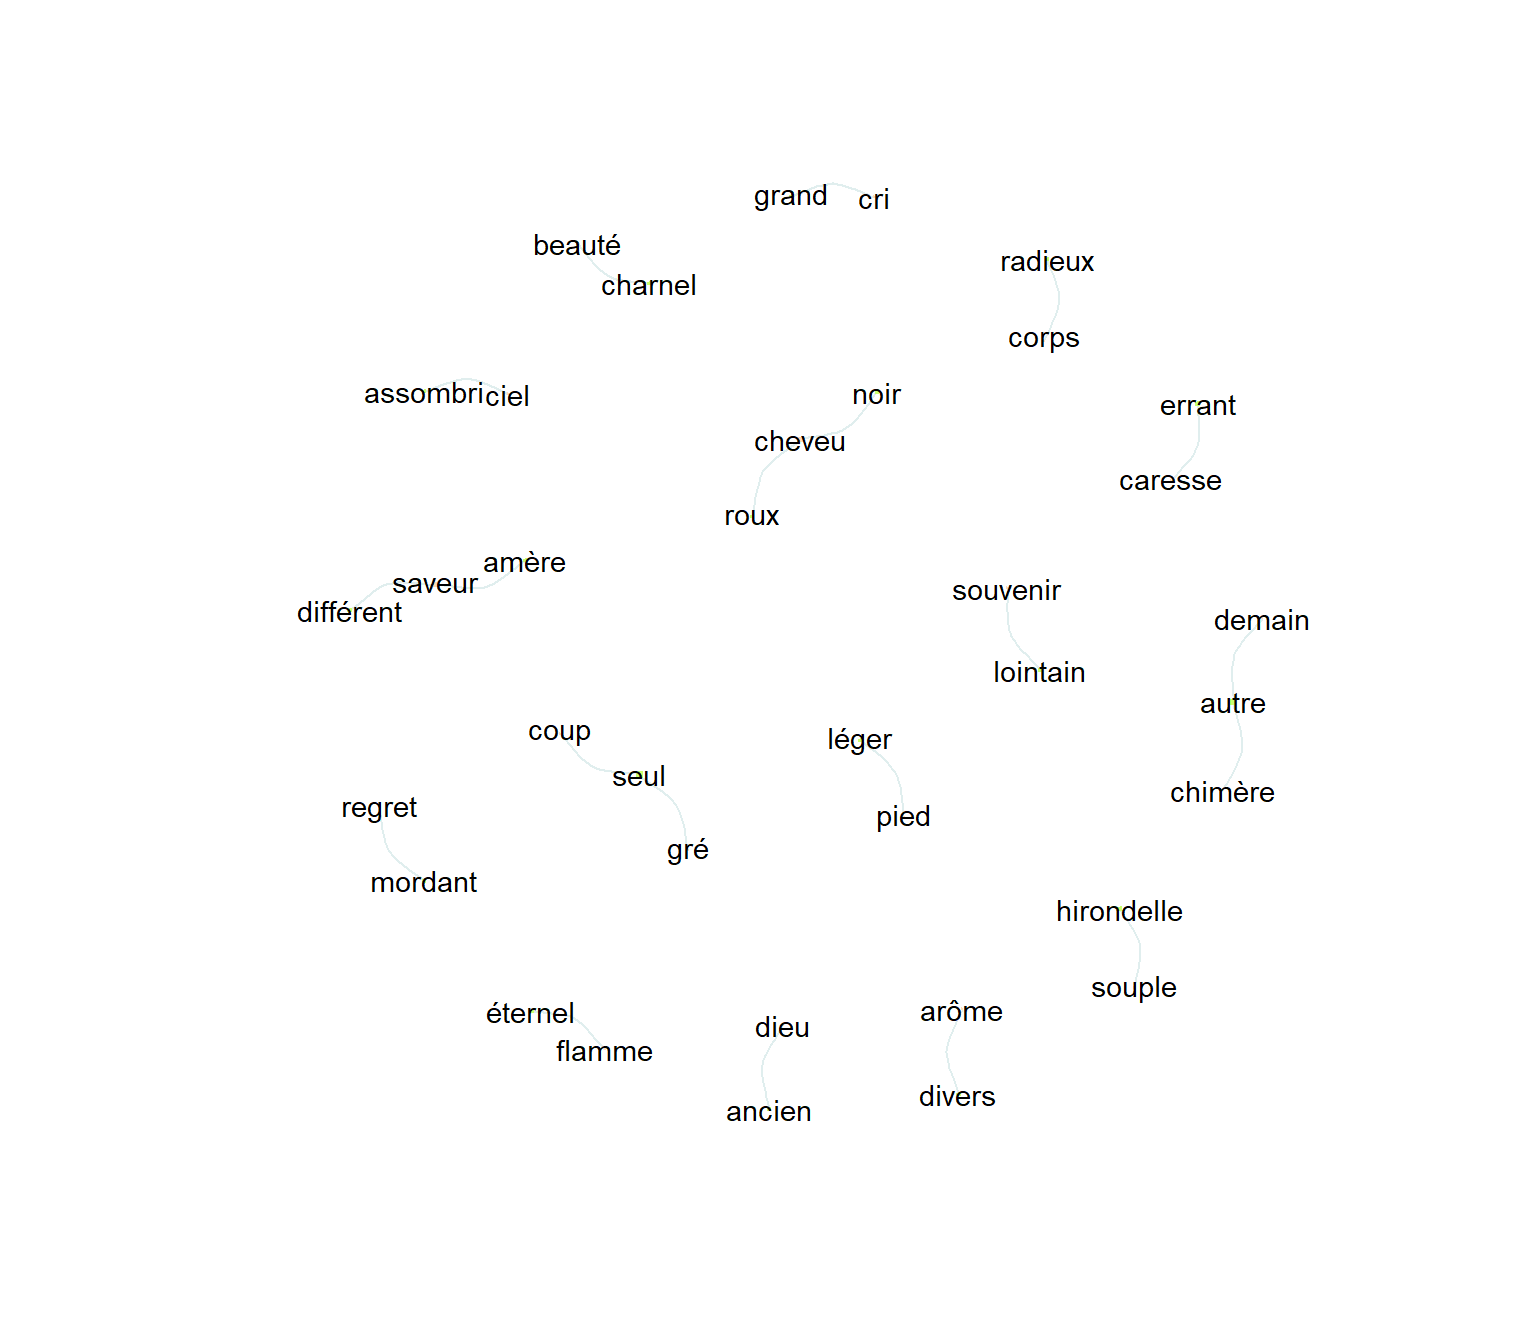 grand
cri
beauté
charnel
radieux
corps
assombri
ciel
noir
cheveu
roux
errant
caresse
amère
saveur
différent
souvenir
lointain
demain
autre
chimère
coup
seul
gré
léger
pied
regret
mordant
hirondelle
souple
éternel
flamme
dieu
ancien
arôme
divers